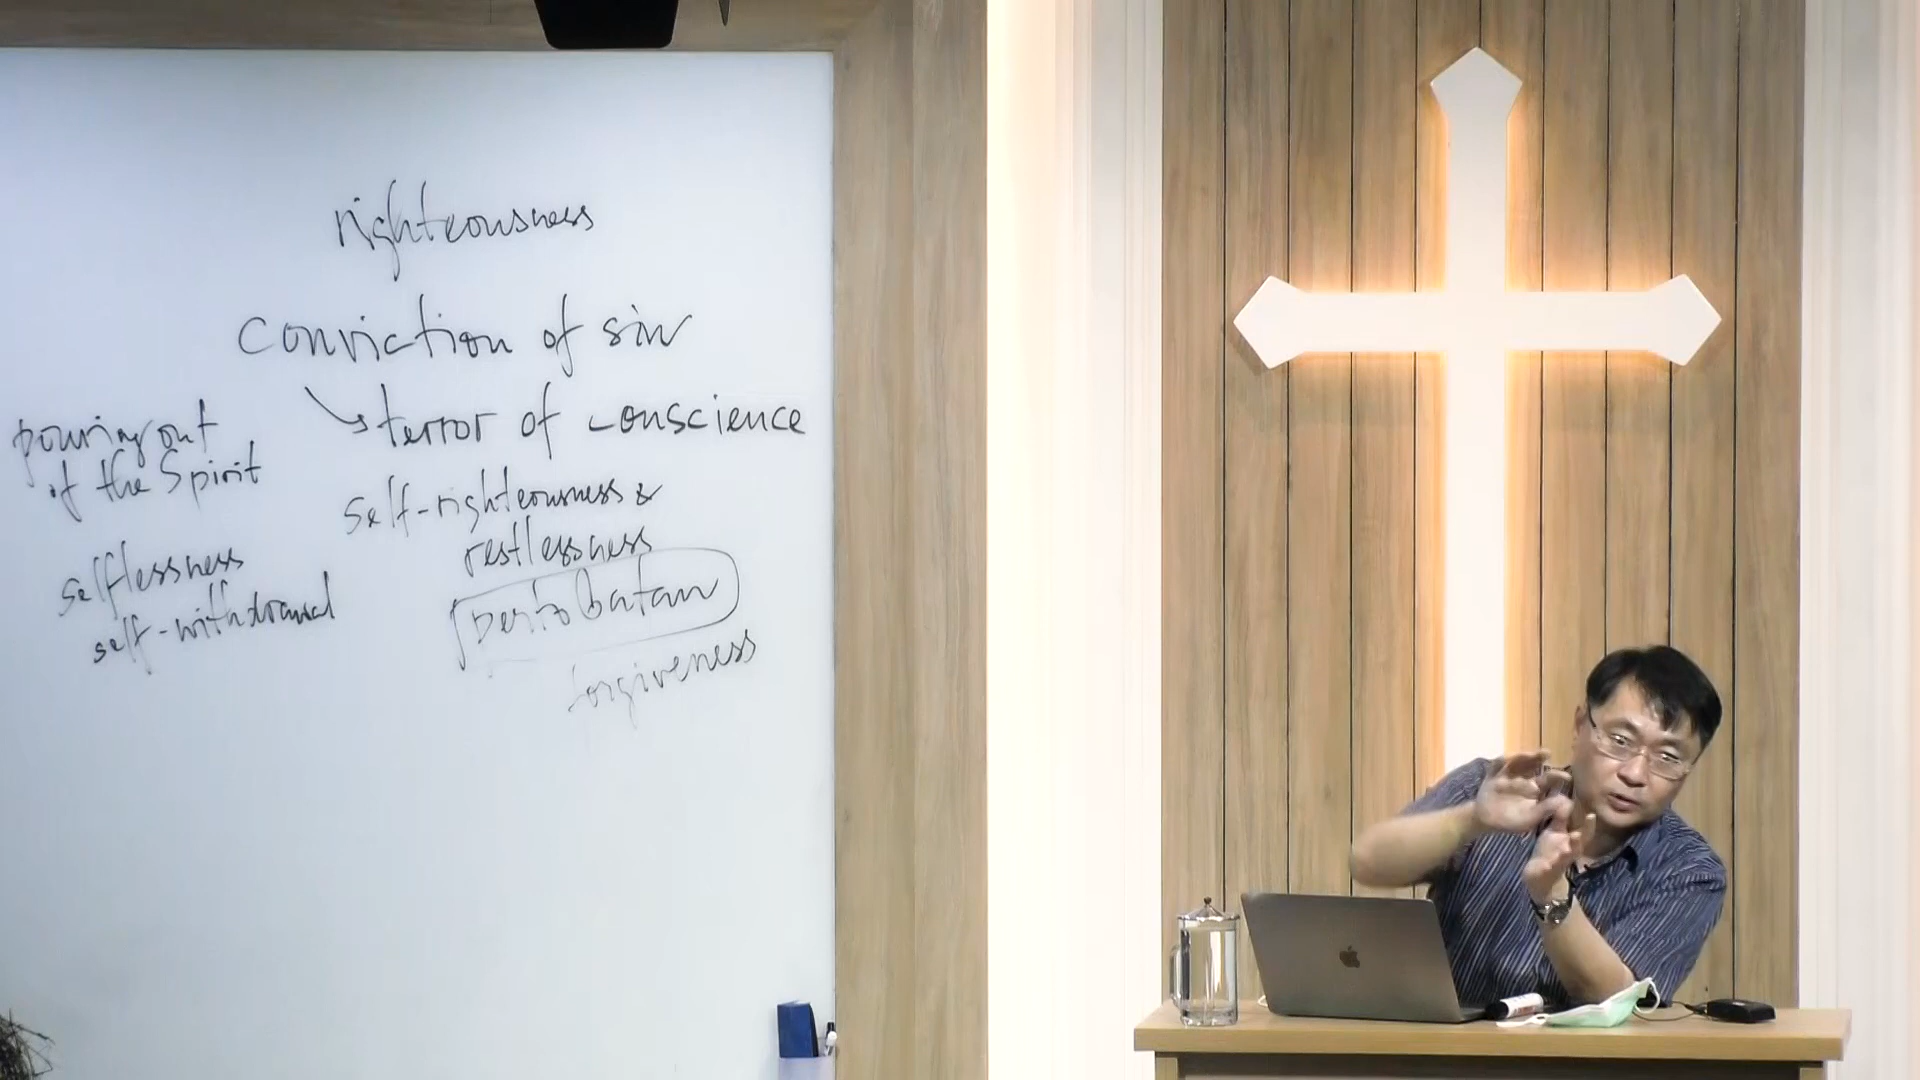 righteousness
conviction of sin
terror of conscience
pouring out
of the Spirit
self-righteousness &
restlessness
selflessness
self-withdrawal
pertobatan
forgiveness